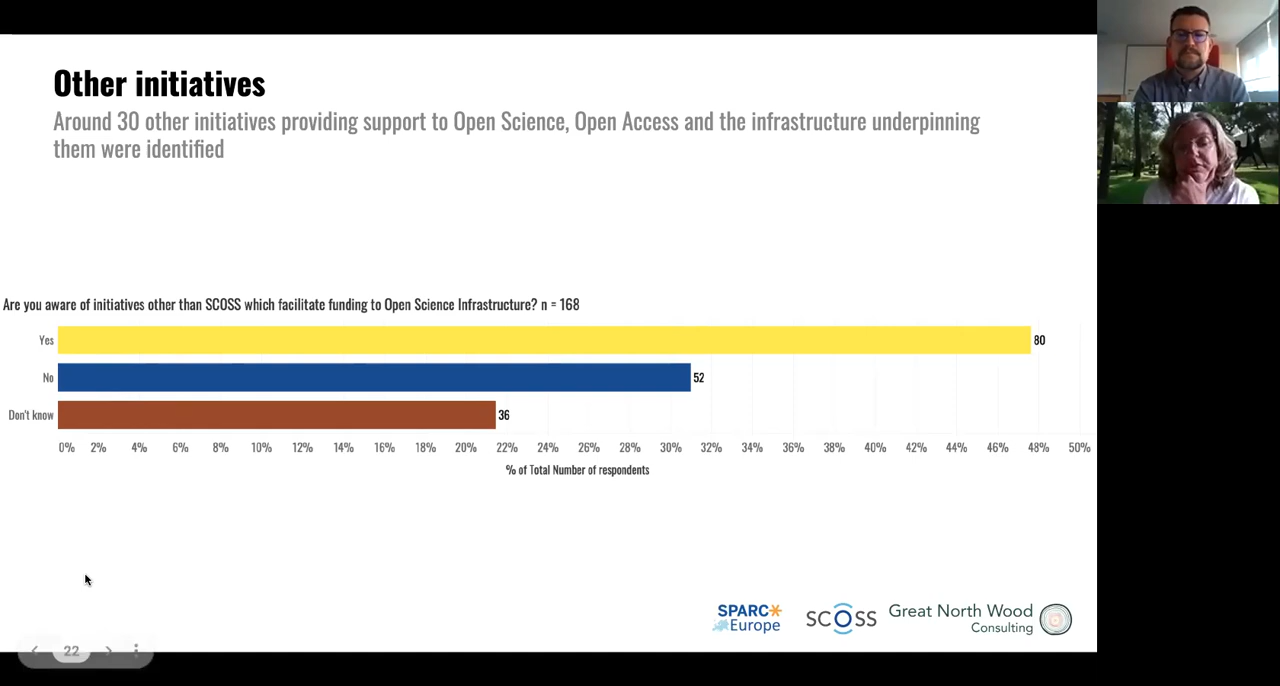 Other initiatives
Around 30 other initiatives providing support to Open Science, Open Access and the infrastructure underpinning
them were identified
Are you aware of initiatives other than SCOSS which facilitate funding to Open Science Infrastructure? n = 168
Yes 80
No 52
Don't know 36
0% 2% 4% 6% 8% 10% 12% 14% 16% 18% 20% 22% 24% 26% 28% 30% 32% 34% 36% 38% 40% 42% 44% 46% 48% 50%
% of Total Number of respondents
SPARC
Europe
SCOSS
Great North Wood
Consulting
22